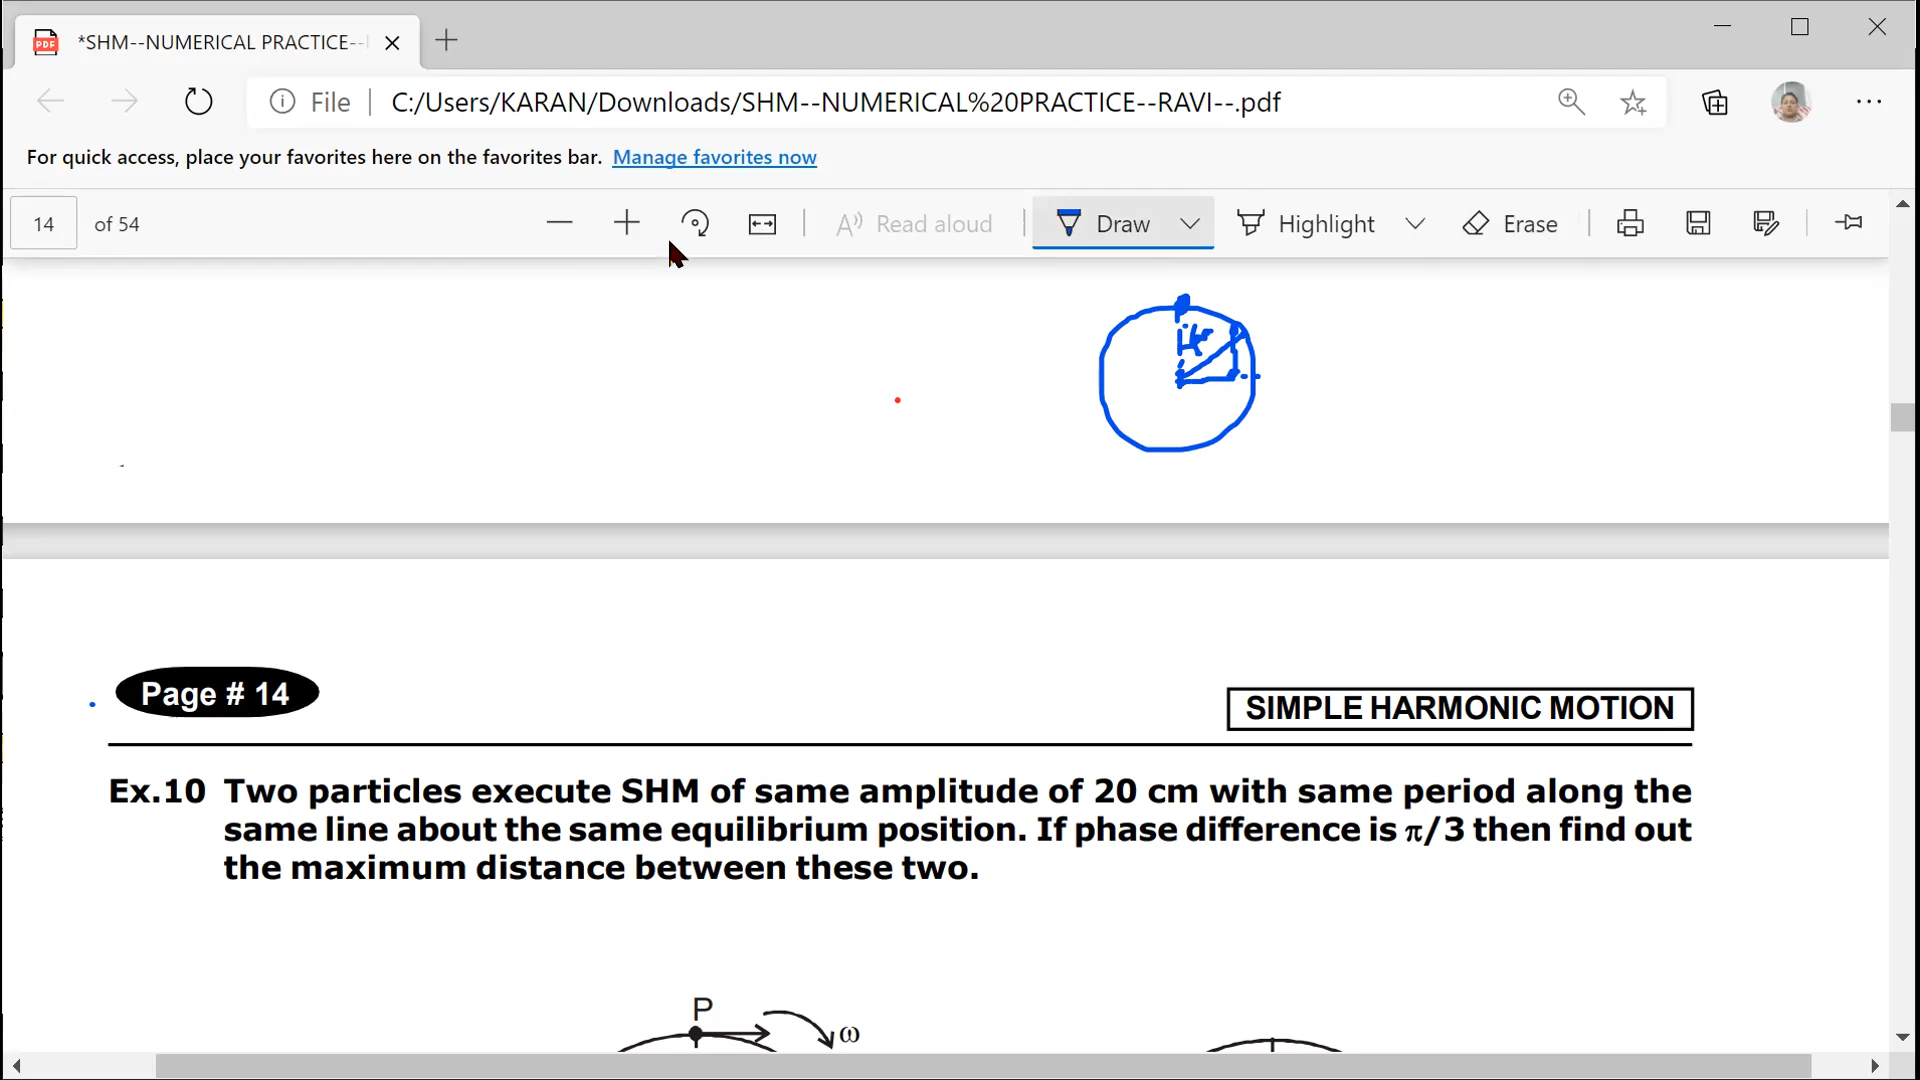 *SHM--NUMERICAL PRACTICE--
File
C:/Users/KARAN/Downloads/SHM--NUMERICAL%20PRACTICE--RAVI--.pdf
For quick access, place your favorites here on the favorites bar. Manage favorites now
14 of 54
Read aloud
Draw
Highlight
Erase
Page # 14
SIMPLE HARMONIC MOTION
Ex.10 Two particles execute SHM of same amplitude of 20 cm with same period along the
same line about the same equilibrium position. If phase difference is π/3 then find out
the maximum distance between these two.
P
ω